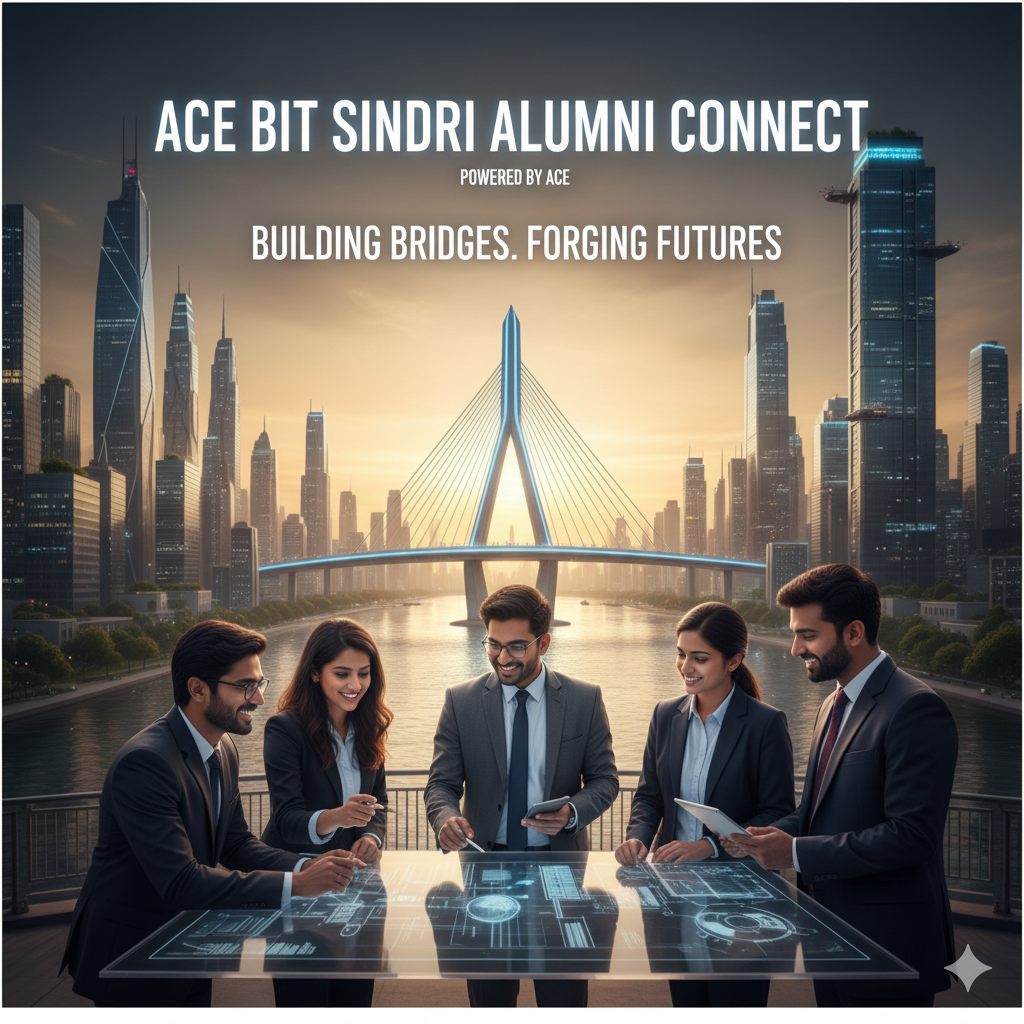 ACE BIT SINDRI ALUMNI CONNECT
POWERED BY ACE
BUILDING BRIDGES. FORGING FUTURES